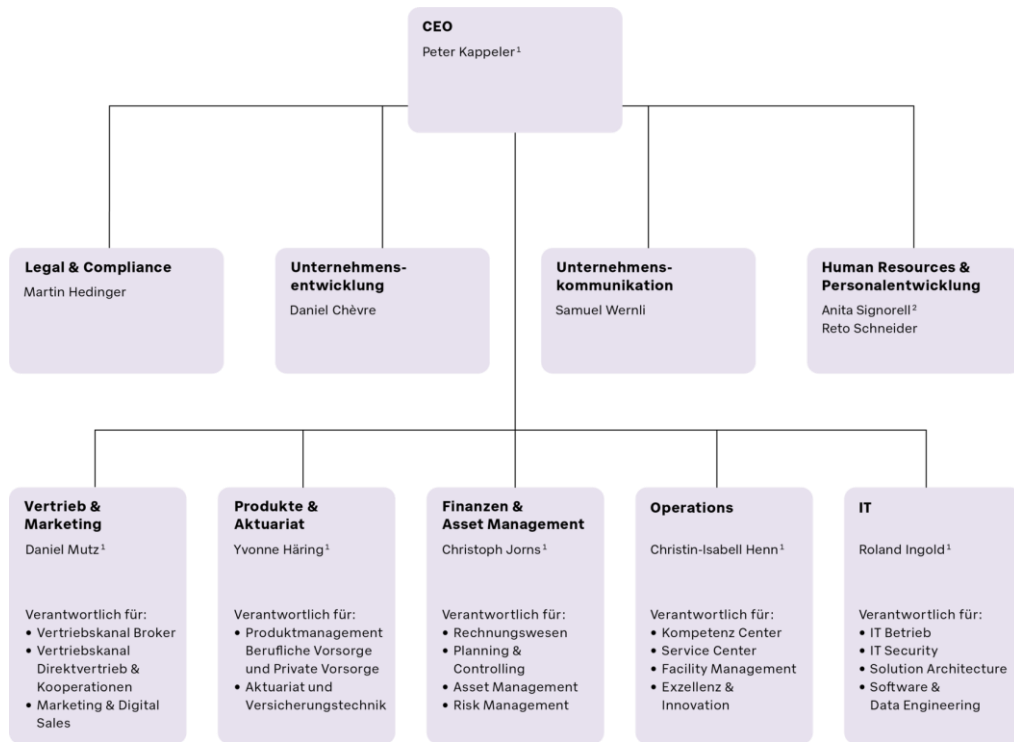 CEO
Peter Kappeler¹
Legal & Compliance
Martin Hedinger
Unternehmens-
entwicklung
Daniel Chèvre
Unternehmens-
kommunikation
Samuel Wernli
Human Resources &
Personalentwicklung
Anita Signorell²
Reto Schneider
Vertrieb &
Marketing
Daniel Mutz¹
Verantwortlich für:
• Vertriebskanal Broker
• Vertriebskanal
Direktvertrieb &
Kooperationen
• Marketing & Digital
Sales
Produkte &
Aktuariat
Yvonne Häring¹
Verantwortlich für:
• Produktmanagement
Berufliche Vorsorge
und Private Vorsorge
• Aktuariat und
Versicherungstechnik
Finanzen &
Asset Management
Christoph Jorns¹
Verantwortlich für:
• Rechnungswesen
• Planning &
Controlling
• Asset Management
• Risk Management
Operations
Christin-Isabell Henn¹
Verantwortlich für:
• Kompetenz Center
• Service Center
• Facility Management
• Exzellenz &
Innovation
IT
Roland Ingold¹
Verantwortlich für:
• IT Betrieb
• IT Security
• Solution Architecture
• Software &
Data Engineering